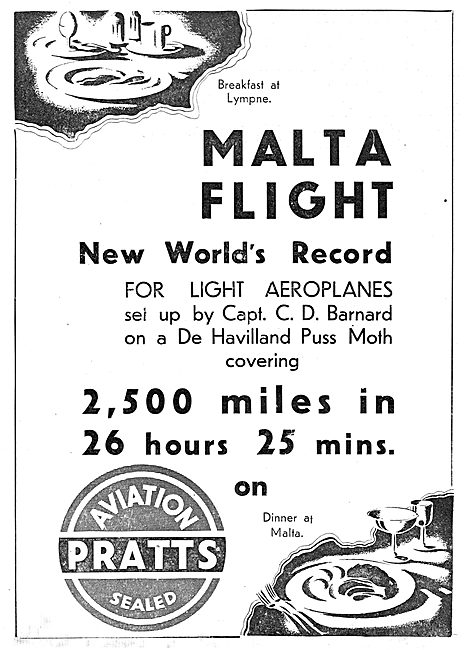 Breakfast at
Lympne.
MALTA
FLIGHT
New World's Record
FOR LIGHT AEROPLANES
set up by Capt. C. D. Barnard
on a De Havilland Puss Moth
covering
2,500 miles in
26 hours 25 mins.
on
AVIATION
PRATTS
SEALED
Dinner at
Malta.